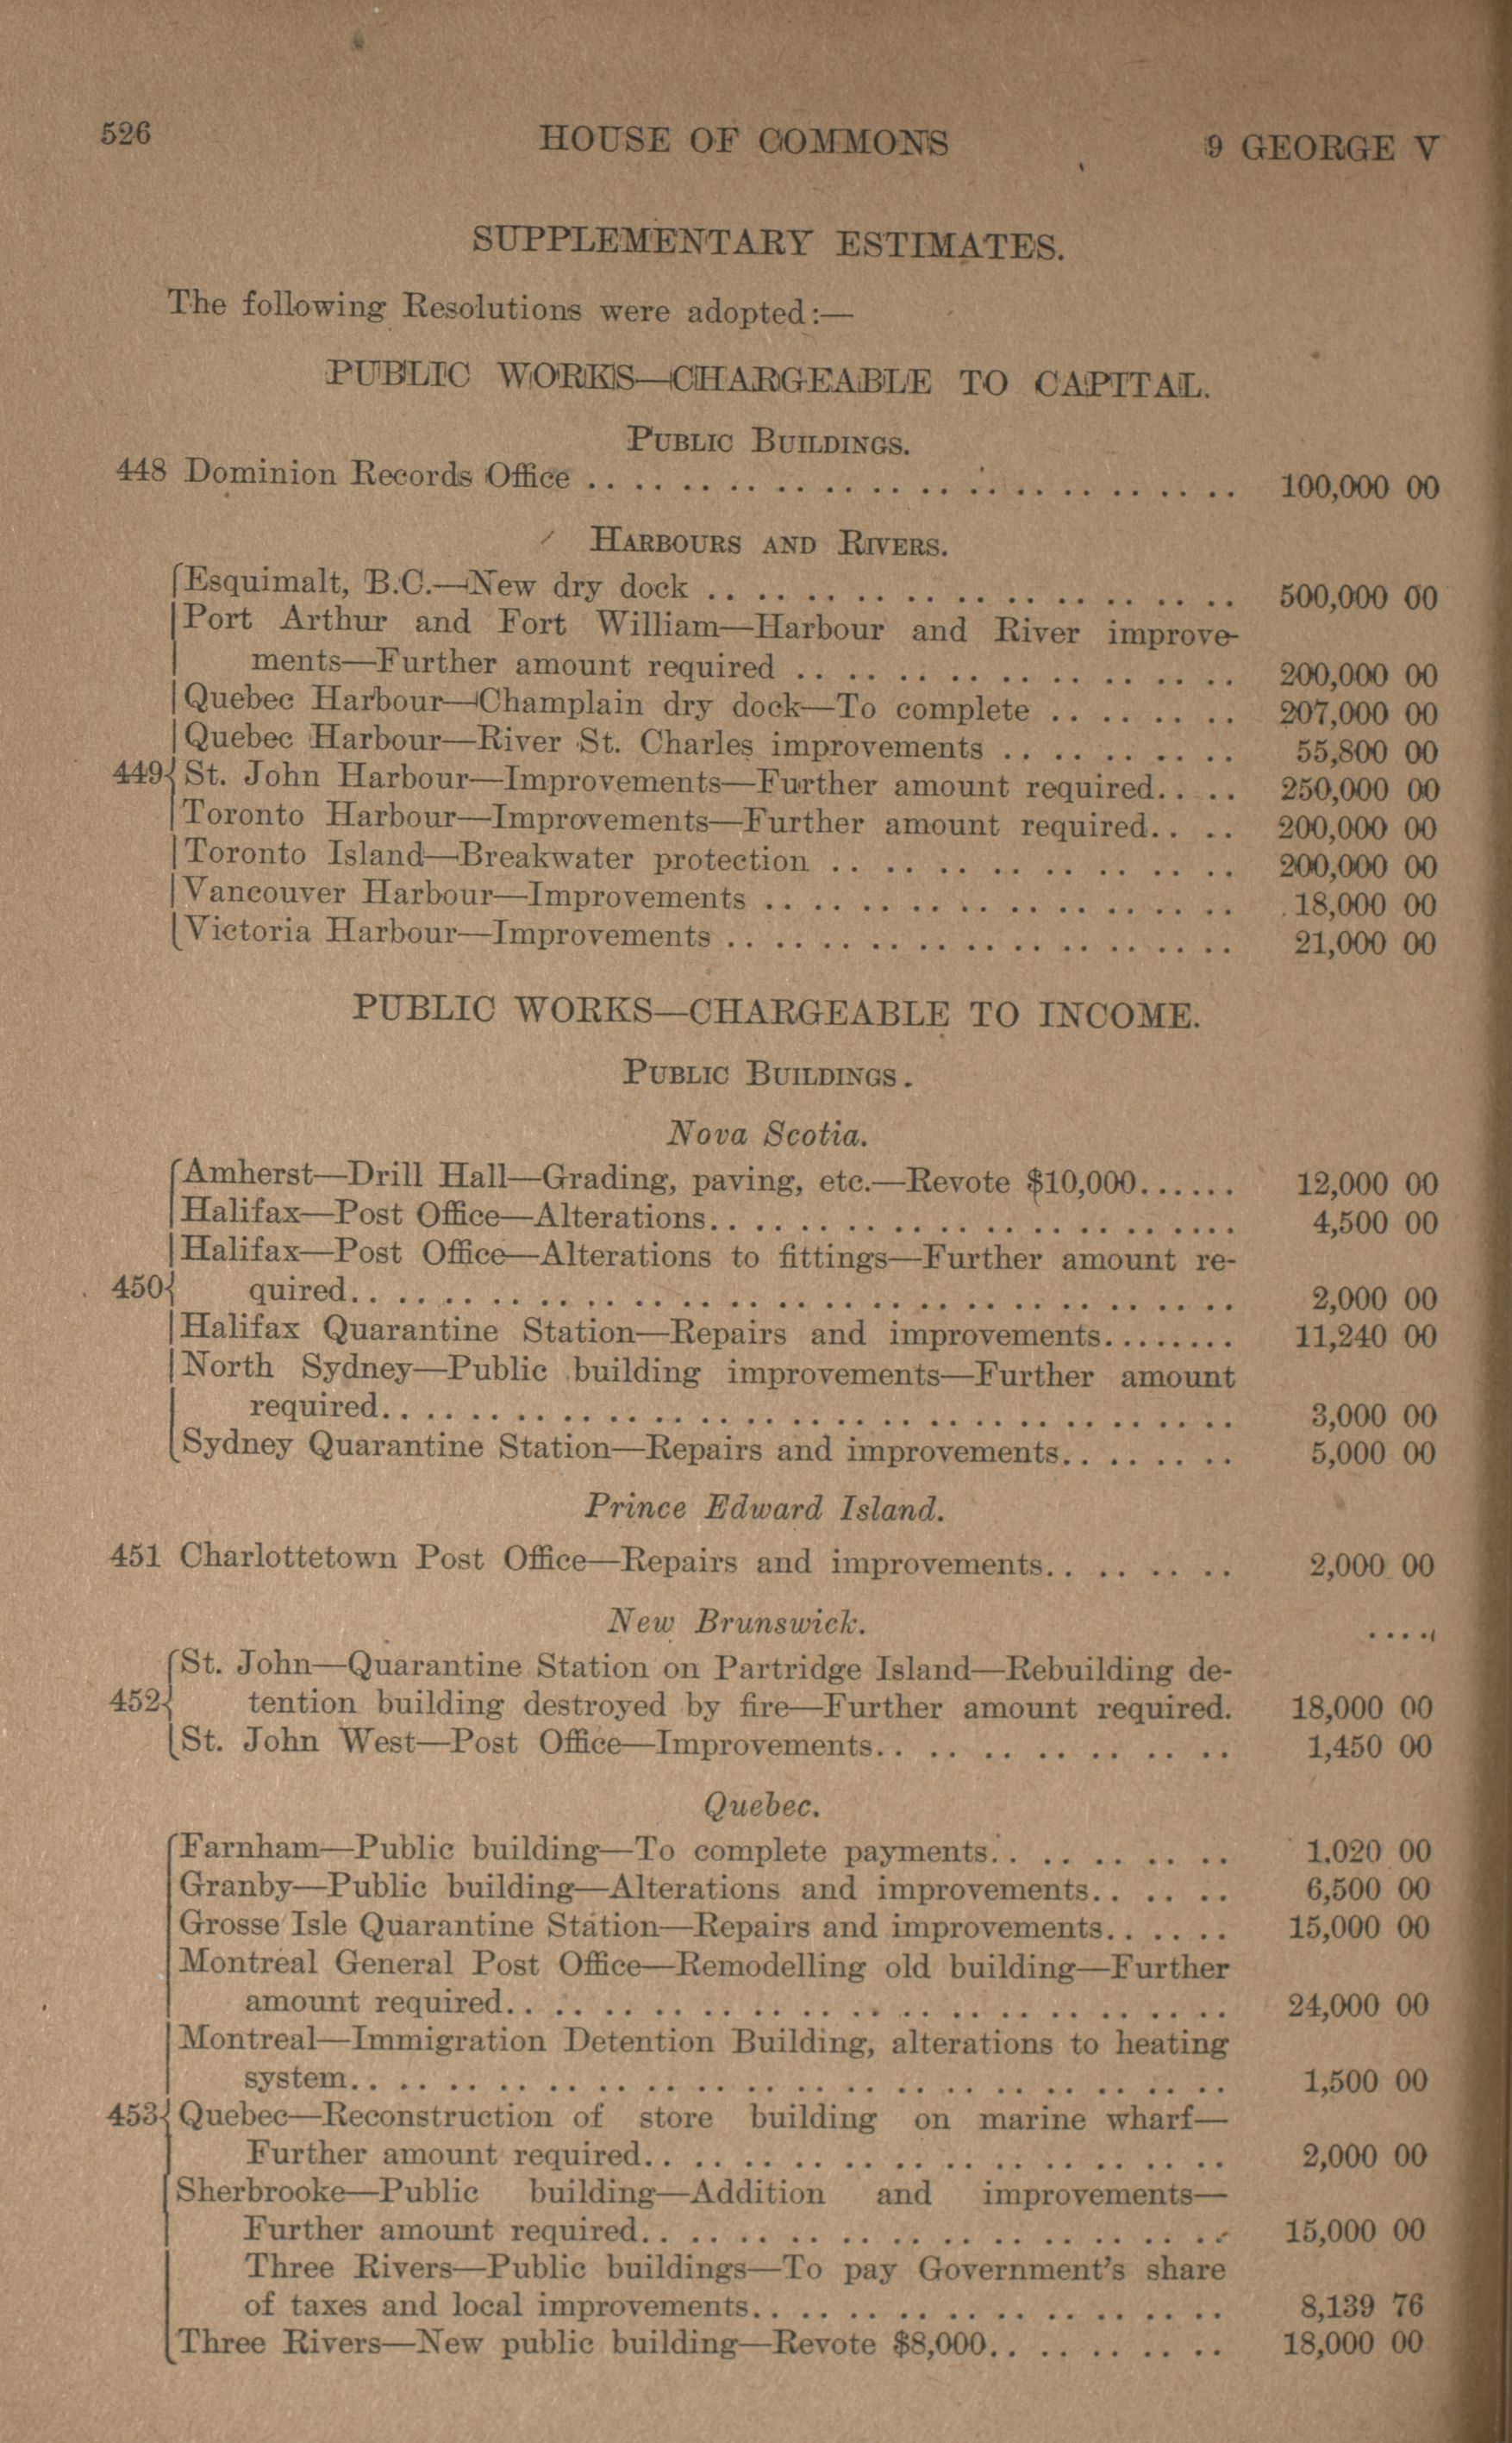 526 HOUSE OF COMMONS 9 GEORGE V
SUPPLEMENTARY ESTIMATES.
The following Resolutions were adopted:—
PUBLIC WORKS—CHARGEABLE TO CAPITAL.
PUBLIC BUILDINGS.
448 Dominion Records Office .. .. .. .. .. .. .. .. .. .. .. .. .. .. 100,000 00
HARBOURS AND RIVERS.
Esquimalt, B.C.—New dry dock .. .. .. .. .. .. .. .. .. .. .. 500,000 00
Port Arthur and Fort William—Harbour and River improve-
ments—Further amount required .. .. .. .. .. .. .. .. .. 200,000 00
Quebec Harbour—Champlain dry dock—To complete .. .. .. .. 207,000 00
Quebec Harbour—River St. Charles improvements .. .. .. .. .. 55,800 00
449{ St. John Harbour—Improvements—Further amount required.. .. 250,000 00
Toronto Harbour—Improvements—Further amount required.. .. 200,000 00
Toronto Island—Breakwater protection .. .. .. .. .. .. .. .. 200,000 00
Vancouver Harbour—Improvements .. .. .. .. .. .. .. .. .. .. 18,000 00
Victoria Harbour—Improvements .. .. .. .. .. .. .. .. .. .. .. 21,000 00
PUBLIC WORKS—CHARGEABLE TO INCOME.
PUBLIC BUILDINGS.
Nova Scotia.
Amherst—Drill Hall—Grading, paving, etc.—Revote $10,000...... 12,000 00
Halifax—Post Office—Alterations.. .. .. .. .. .. .. .. .. .. .... 4,500 00
Halifax—Post Office—Alterations to fittings—Further amount re-
450{ quired.. .. .. .. .. .. .. .. .. .. .. .. .. .. .. .. .. .. .. 2,000 00
Halifax Quarantine Station—Repairs and improvements........ 11,240 00
North Sydney—Public building improvements—Further amount
required.. .. .. .. .. .. .. .. .. .. .. .. .. .. .. .. .. .. .. 3,000 00
Sydney Quarantine Station—Repairs and improvements.. .. .. .. 5,000 00
Prince Edward Island.
451 Charlottetown Post Office—Repairs and improvements.. .. .. .. 2,000 00
New Brunswick.
St. John—Quarantine Station on Partridge Island—Rebuilding de-
452{ tention building destroyed by fire—Further amount required. 18,000 00
St. John West—Post Office—Improvements.. .. .. .. .. .. .. .. 1,450 00
Quebec.
Farnham—Public building—To complete payments.. .. .. .. .. 1.020 00
Granby—Public building—Alterations and improvements.. .. .. 6,500 00
Grosse Isle Quarantine Station—Repairs and improvements.. .. .. 15,000 00
Montreal General Post Office—Remodelling old building—Further
amount required.. .. .. .. .. .. .. .. .. .. .. .. .. .. .. 24,000 00
Montreal—Immigration Detention Building, alterations to heating
system.. .. .. .. .. .. .. .. .. .. .. .. .. .. .. .. .. .. 1,500 00
453{ Quebec—Reconstruction of store building on marine wharf—
Further amount required.. .. .. .. .. .. .. .. .. .. .. .. 2,000 00
Sherbrooke—Public building—Addition and improvements—
Further amount required.. .. .. .. .. .. .. .. .. .. .. .. 15,000 00
Three Rivers—Public buildings—To pay Government's share
of taxes and local improvements.. .. .. .. .. .. .. .. .. .. 8,139 76
Three Rivers—New public building—Revote $8,000.. .. .. .. .. 18,000 00